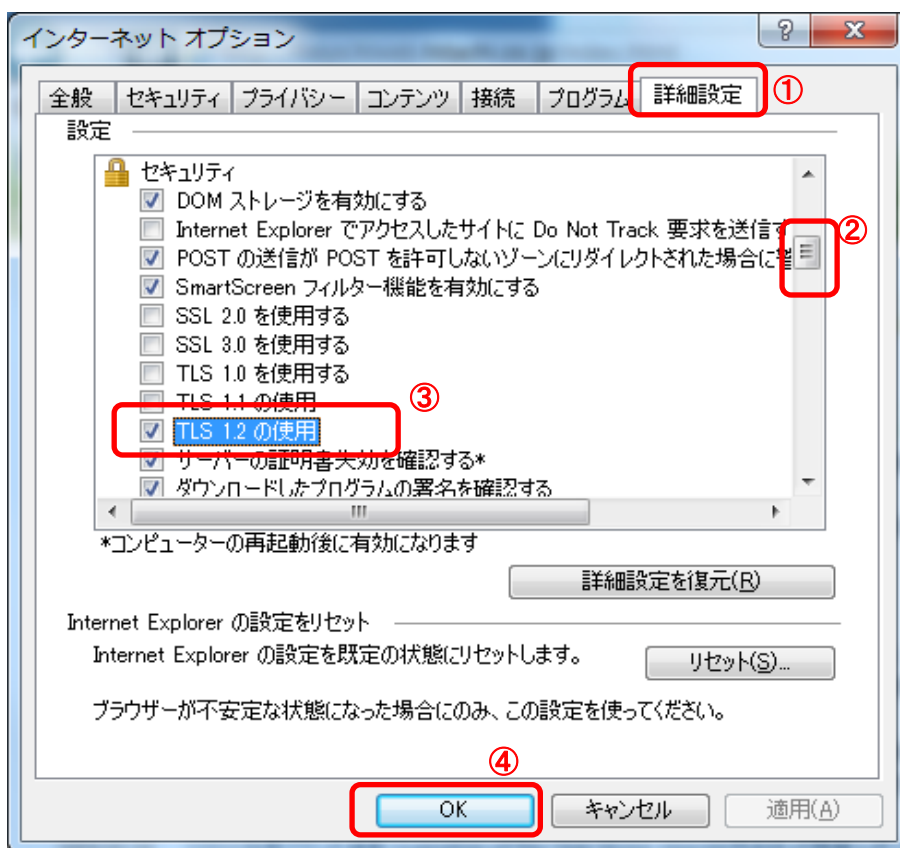 インターネット オプション
全般 セキュリティ プライバシー コンテンツ 接続 プログラム 詳細設定 ①
設定
セキュリティ
DOM ストレージを有効にする
Internet Explorer でアクセスしたサイトに Do Not Track 要求を送信す ②
POST の送信が POST を許可しないゾーンにリダイレクトされた場合に
SmartScreen フィルター機能を有効にする
SSL 2.0 を使用する
SSL 3.0 を使用する
TLS 1.0 を使用する
TLS 1.1 の使用 ③
TLS 1.2 の使用
サーバーの証明書失効を確認する*
ダウンロードしたプログラムの署名を確認する
*コンピューターの再起動後に有効になります
詳細設定を復元(R)
Internet Explorer の設定をリセット
Internet Explorer の設定を既定の状態にリセットします。
リセット(S)...
ブラウザーが不安定な状態になった場合にのみ、この設定を使ってください。
④
OK キャンセル 適用(A)